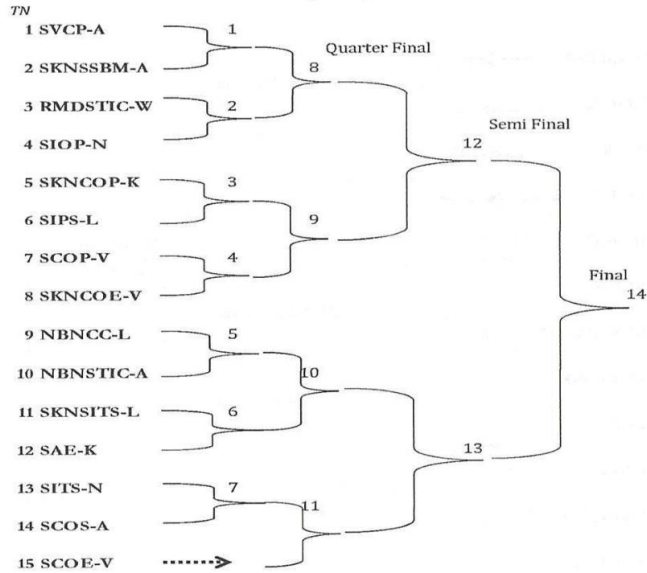 TN
1 SVCP-A 1
Quarter Final
2 SKNSSBM-A 8
3 RMDSTIC-W 2
Semi Final
4 SIOP-N 12
5 SKNCOP-K 3
6 SIPS-L 9
7 SCOP-V 4
Final
8 SKNCOE-V 14
9 NBNCC-L 5
10 NBNSTIC-A 10
11 SKNSITS-L 6
12 SAE-K 13
13 SITS-N 7
14 SCOS-A 11
15 SCOE-V